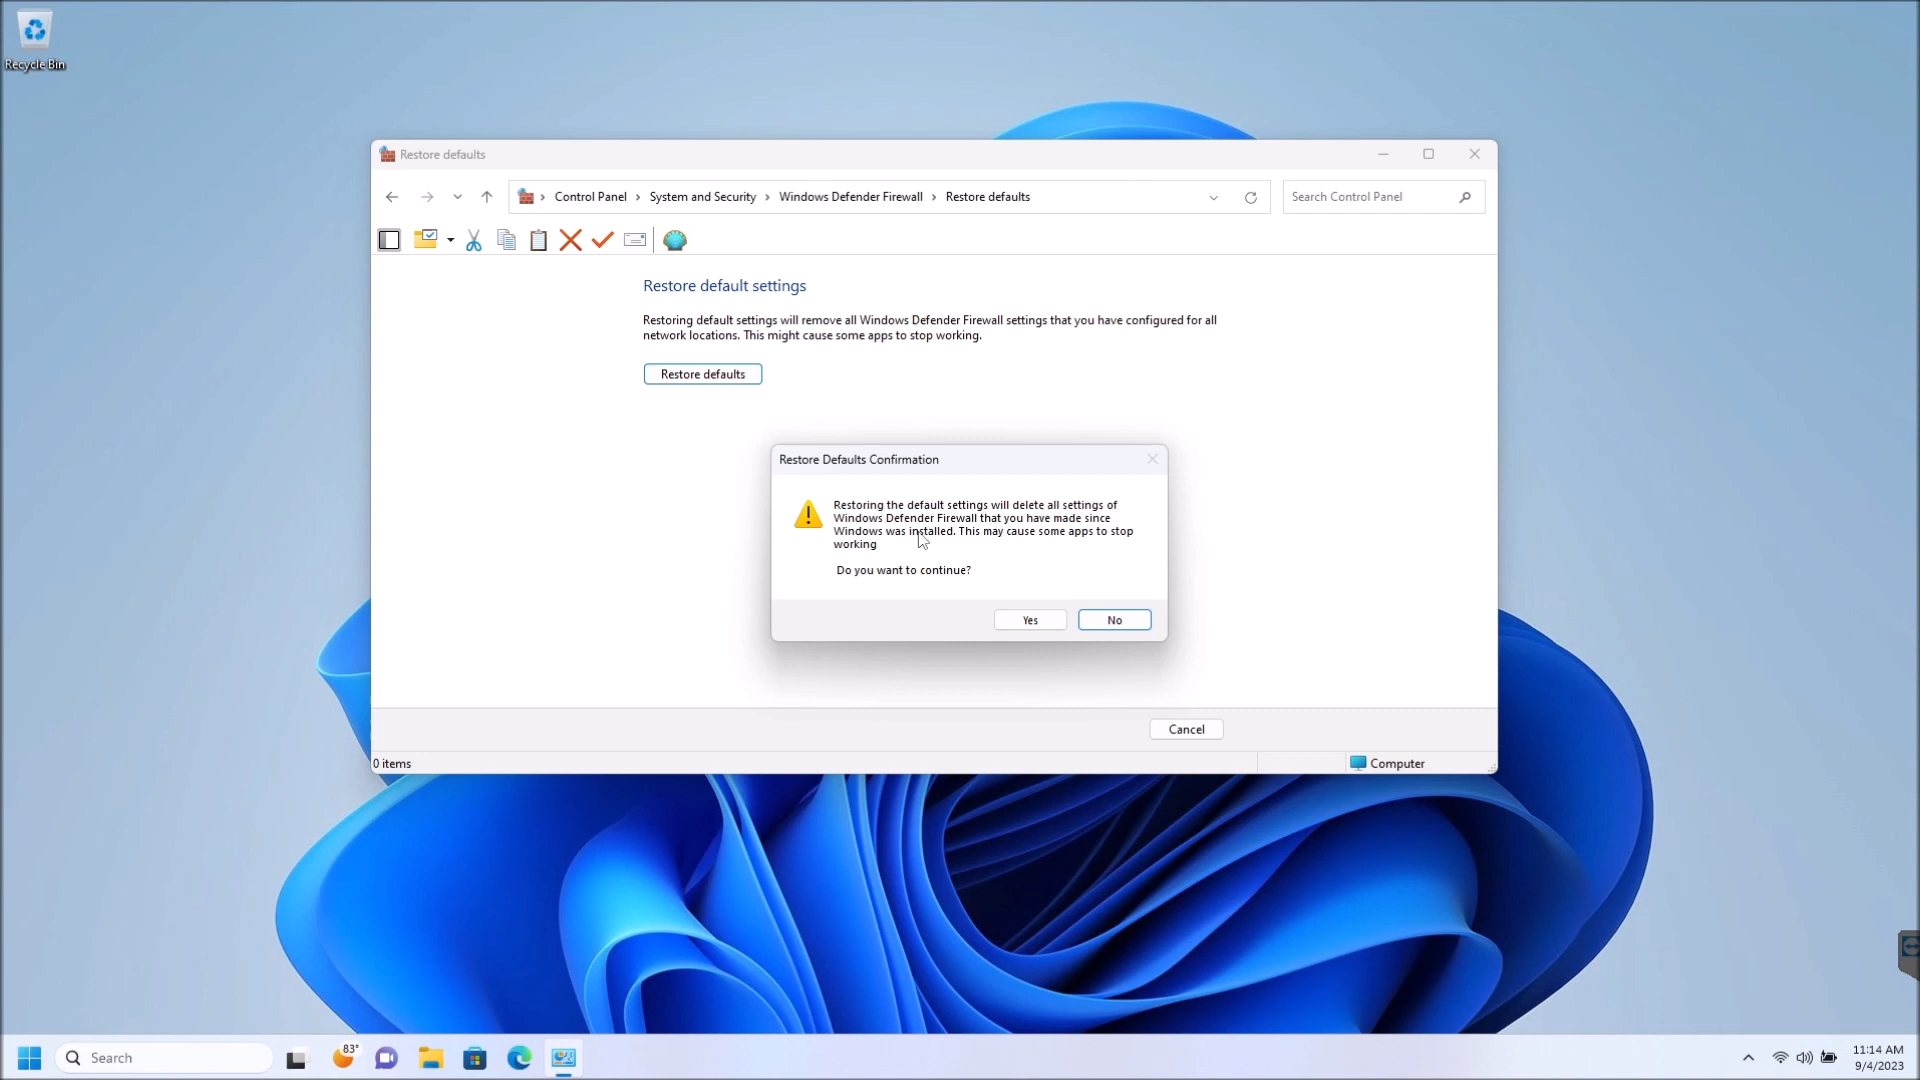 Recycle Bin
Restore defaults
Control Panel
System and Security
Windows Defender Firewall
Restore defaults
Search Control Panel
Restore default settings
Restoring default settings will remove all Windows Defender Firewall settings that you have configured for all
network locations. This might cause some apps to stop working.
Restore defaults
Restore Defaults Confirmation
Restoring the default settings will delete all settings of
Windows Defender Firewall that you have made since
Windows was installed. This may cause some apps to stop
working
Do you want to continue?
Yes
No
Cancel
0 items
Computer
Search
83°
11:14 AM
9/4/2023